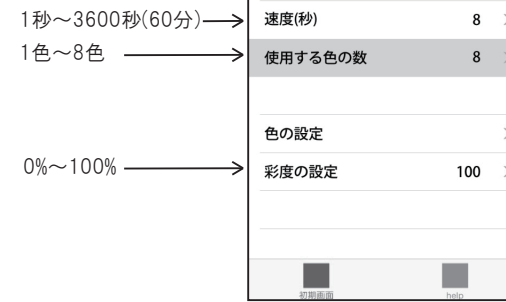 1秒～3600秒(60分) 速度(秒) 8
1色～8色 使用する色の数 8
色の設定
0%～100% 彩度の設定 100
初期画面 help